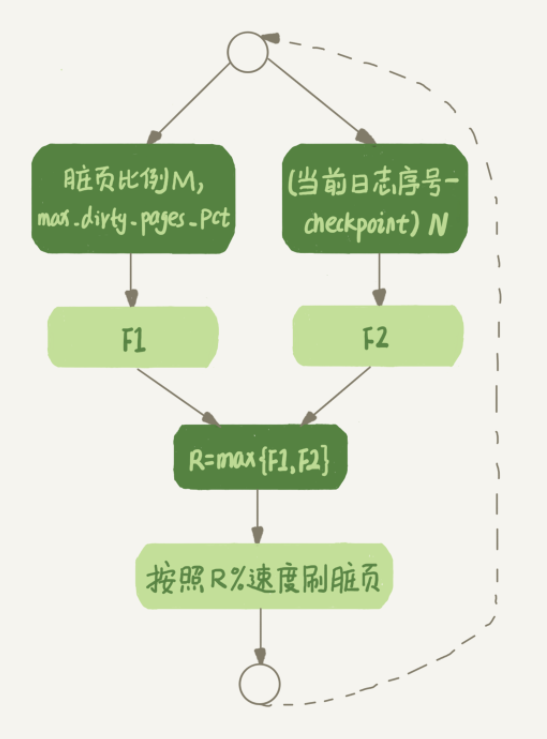 脏页比例M,
max_dirty_pages_pct
(当前日志序号-
checkpoint) N
F1
F2
R=max{F1,F2}
按照R%速度刷脏页